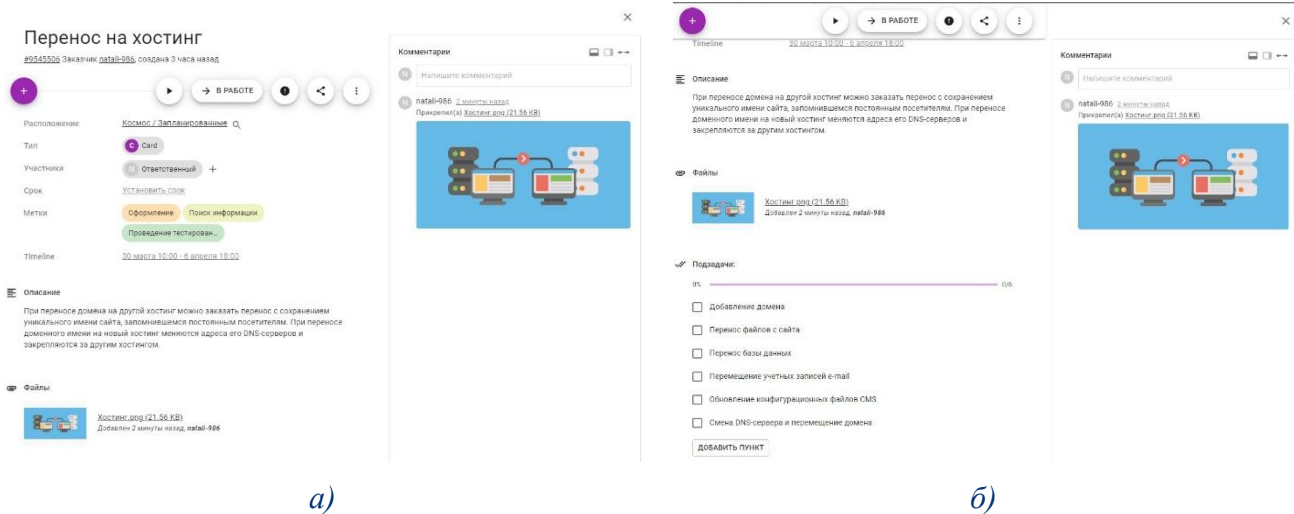 Перенос на хостинг
#9545506 Заказчик natali-986, создана 3 часа назад
+
→ В РАБОТЕ
Расположение Космос / Запланированные
Тип C Card
Участники N Ответственный +
Срок Установить срок
Метки Оформление Поиск информации
Проведение тестирован...
Timeline 30 марта 10:00 - 6 апреля 18:00
Описание
При переносе домена на другой хостинг можно заказать перенос с сохранением
уникального имени сайта, запомнившемся постоянным посетителям. При переносе
доменного имени на новый хостинг меняются адреса его DNS-серверов и
закрепляются за другим хостингом.
Файлы
Хостинг.png (21.56 KB)
Добавлен 2 минуты назад, natali-986
Комментарии
N Напишите комментарий
N natali-986 2 минуты назад
Прикрепил(а) Хостинг.png (21.56 KB)
а)
+
→ В РАБОТЕ
Timeline 30 марта 10:00 - 6 апреля 18:00
Описание
При переносе домена на другой хостинг можно заказать перенос с сохранением
уникального имени сайта, запомнившемся постоянным посетителям. При переносе
доменного имени на новый хостинг меняются адреса его DNS-серверов и
закрепляются за другим хостингом.
Файлы
Хостинг.png (21.56 KB)
Добавлен 2 минуты назад, natali-986
Подзадачи:
0% 0/6
Добавление домена
Перенос файлов с сайта
Перенос базы данных
Перемещение учетных записей e-mail
Обновление конфигурационных файлов CMS
Смена DNS-сервера и перемещение домена
ДОБАВИТЬ ПУНКТ
Комментарии
N Напишите комментарий
N natali-986 2 минуты назад
Прикрепил(а) Хостинг.png (21.56 KB)
б)